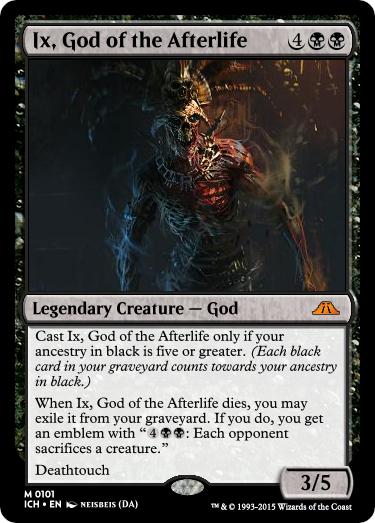 Ix, God of the Afterlife 4
Legendary Creature — God
Cast Ix, God of the Afterlife only if your
ancestry in black is five or greater. (Each black
card in your graveyard counts towards your ancestry
in black.)
When Ix, God of the Afterlife dies, you may
exile it from your graveyard. If you do, you get
an emblem with “4: Each opponent
sacrifices a creature.”
Deathtouch
3/5
M 0101
ICH • EN NEISBEIS (DA)
™ & © 1993-2015 Wizards of the Coast